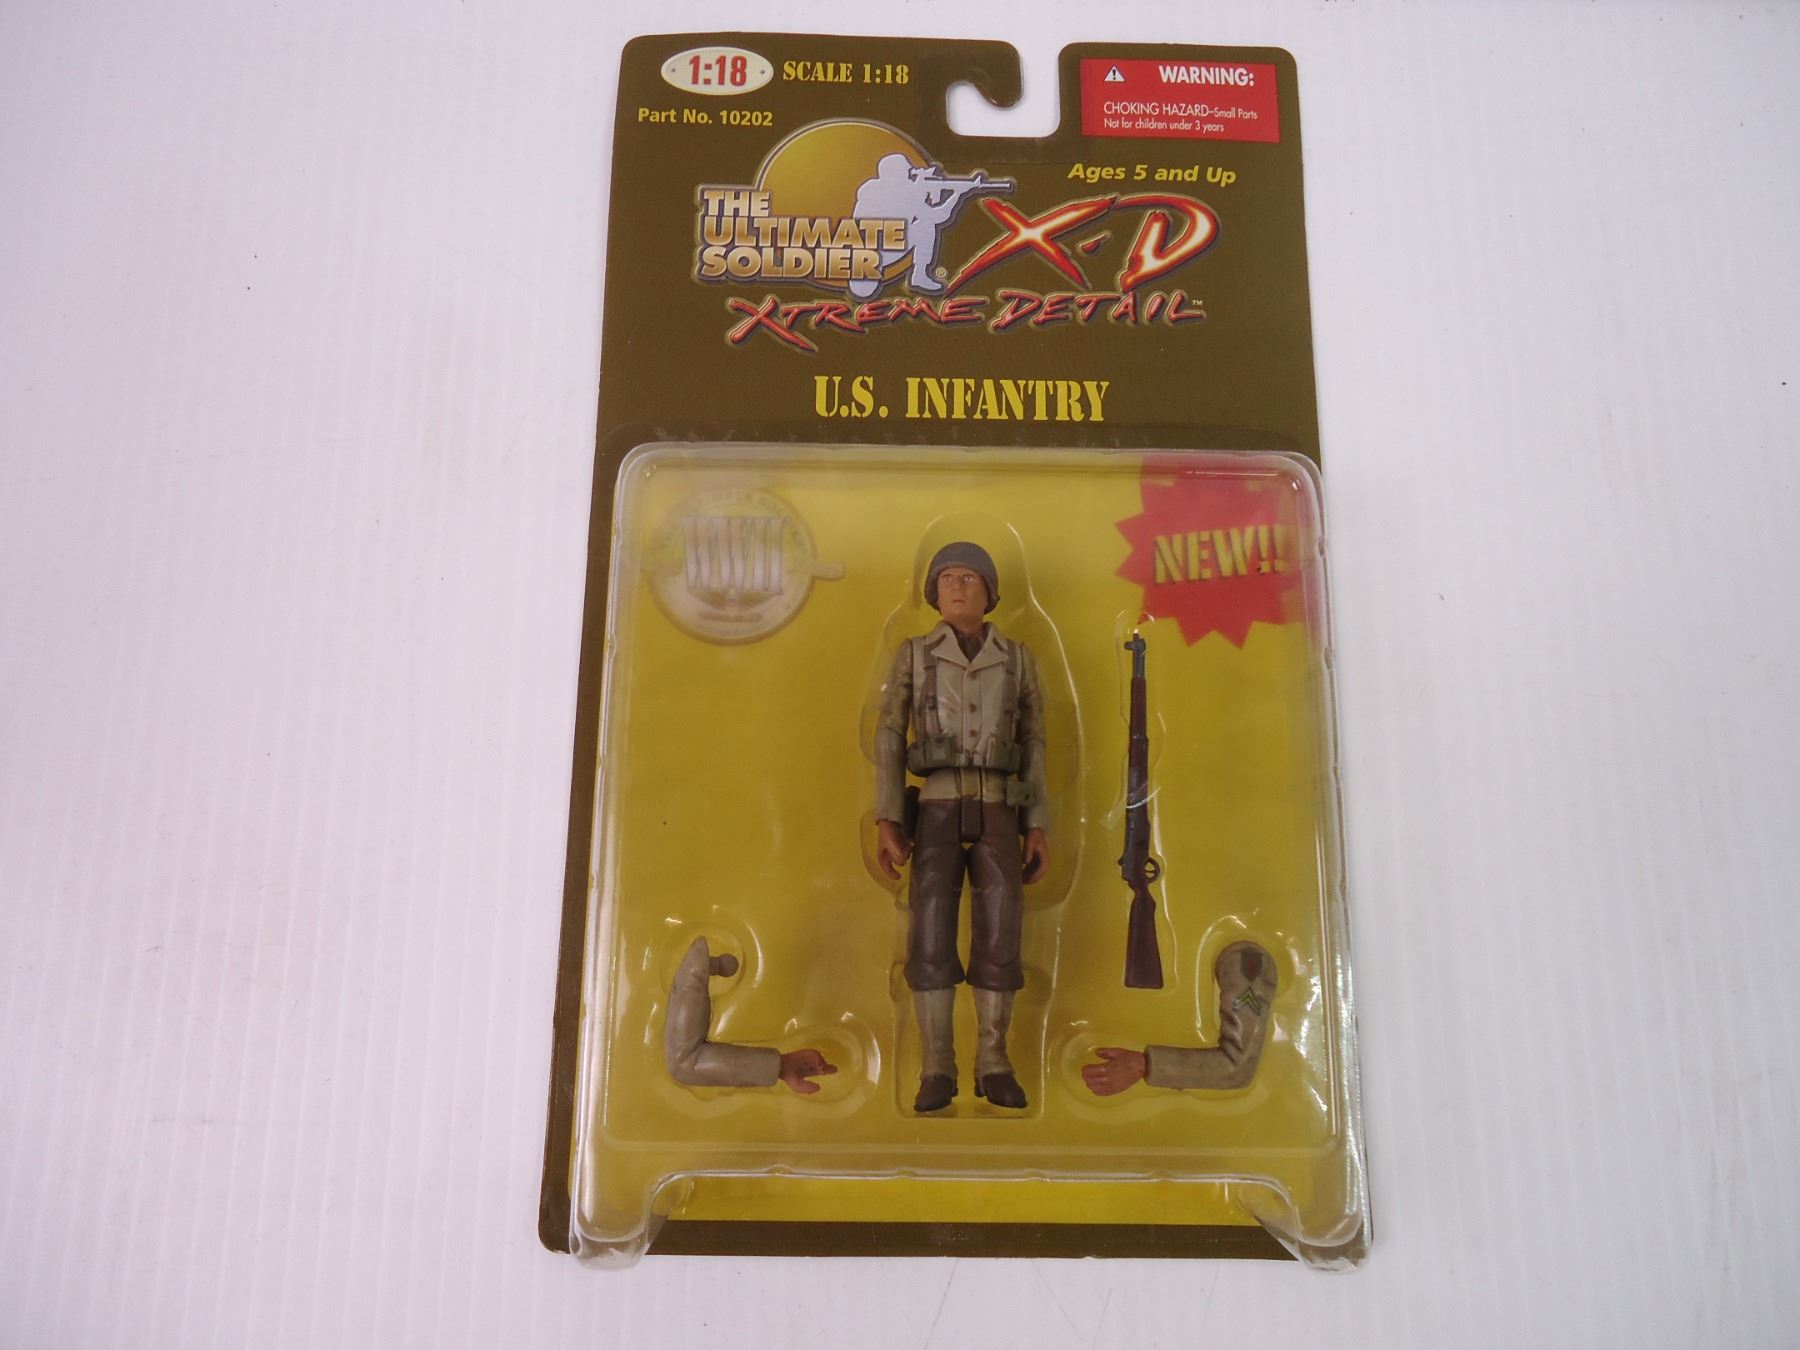 1:18
SCALE 1:18
Part No. 10202
WARNING:
CHOKING HAZARD–Small Parts
Not for children under 3 years
Ages 5 and Up
THE
ULTIMATE
SOLDIER®
X·D
XTREME DETAIL™
U.S. INFANTRY
WWII
NEW!!